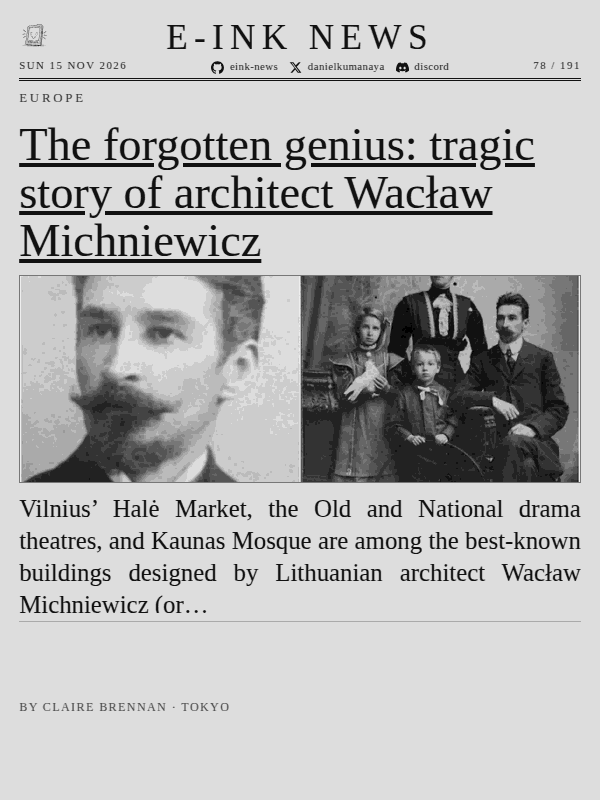 E-INK NEWS
SUN 15 NOV 2026
eink-news danielkumanaya discord
78 / 191
EUROPE
The forgotten genius: tragic
story of architect Wacław
Michniewicz
Vilnius’ Halė Market, the Old and National drama
theatres, and Kaunas Mosque are among the best-known
buildings designed by Lithuanian architect Wacław
Michniewicz (or…
BY CLAIRE BRENNAN · TOKYO